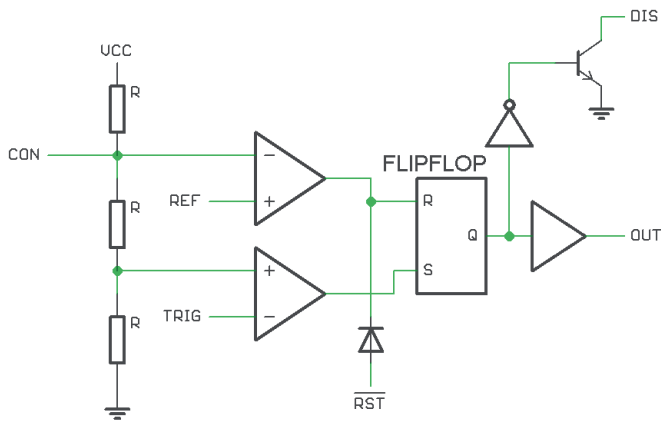 DIS
VCC
R
CON
FLIPFLOP
REF
R
R
Q
OUT
S
TRIG
R
RST